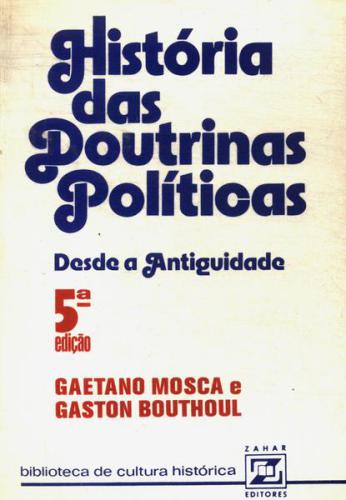 História
das
Doutrinas
Políticas
Desde a Antiguidade
5ª
edição
GAETANO MOSCA e
GASTON BOUTHOUL
ZAHAR
EDITORES
biblioteca de cultura histórica